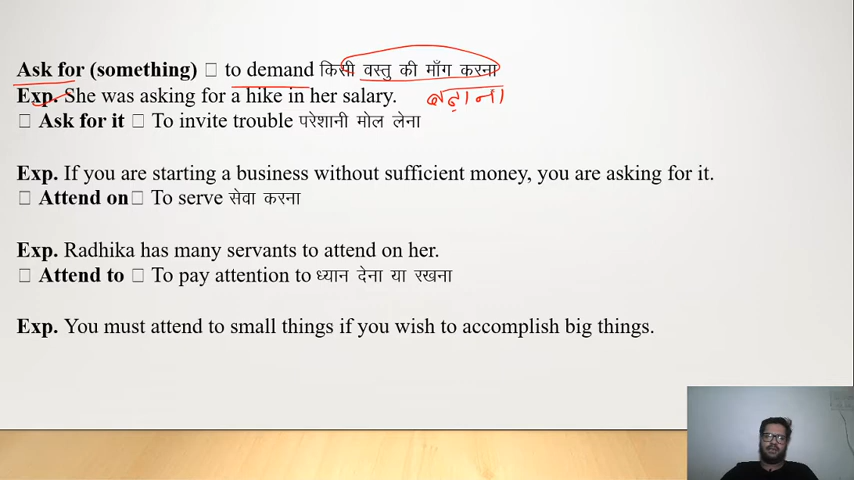 Ask for (something) □ to demand किसी वस्तु की माँग करना
Exp. She was asking for a hike in her salary. बढ़ाना
□ Ask for it □ To invite trouble परेशानी मोल लेना
Exp. If you are starting a business without sufficient money, you are asking for it.
□ Attend on□ To serve सेवा करना
Exp. Radhika has many servants to attend on her.
□ Attend to □ To pay attention to ध्यान देना या रखना
Exp. You must attend to small things if you wish to accomplish big things.